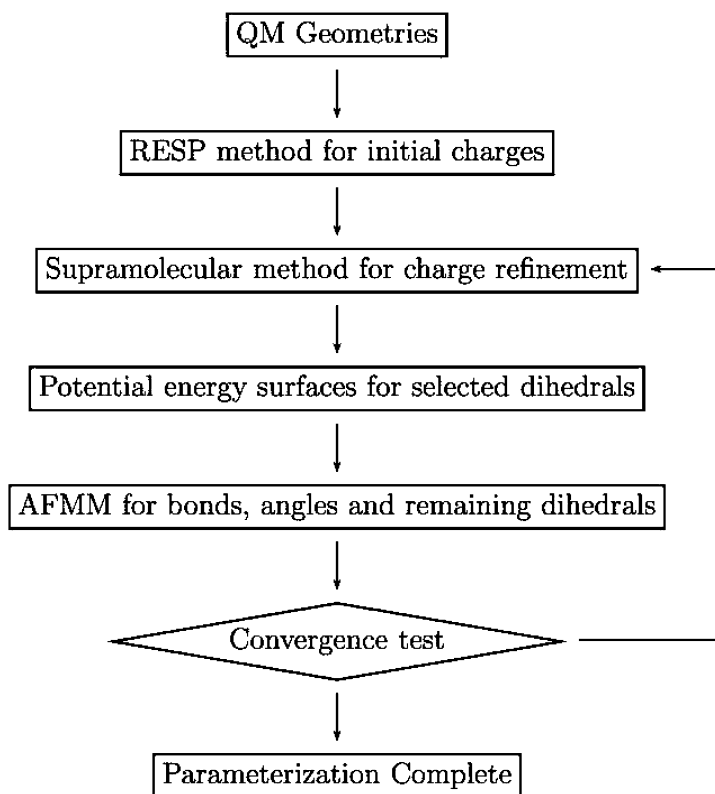 QM Geometries
RESP method for initial charges
Supramolecular method for charge refinement
Potential energy surfaces for selected dihedrals
AFMM for bonds, angles and remaining dihedrals
Convergence test
Parameterization Complete